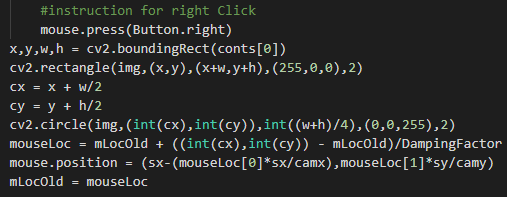 #instruction for right Click
mouse.press(Button.right)
x,y,w,h = cv2.boundingRect(conts[0])
cv2.rectangle(img,(x,y),(x+w,y+h),(255,0,0),2)
cx = x + w/2
cy = y + h/2
cv2.circle(img,(int(cx),int(cy)),int((w+h)/4),(0,0,255),2)
mouseLoc = mLocOld + ((int(cx),int(cy)) - mLocOld)/DampingFactor
mouse.position = (sx-(mouseLoc[0]*sx/camx),mouseLoc[1]*sy/camy)
mLocOld = mouseLoc